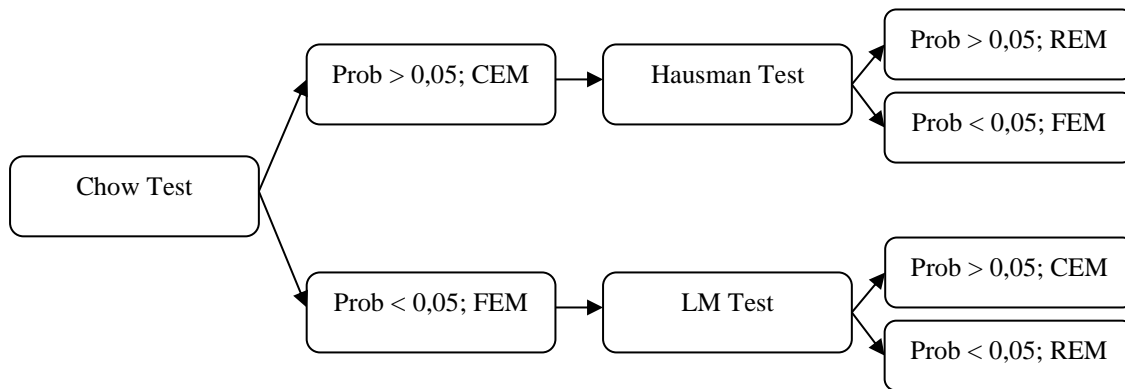 Chow Test
Prob > 0,05; CEM
Hausman Test
Prob > 0,05; REM
Prob < 0,05; FEM
Prob < 0,05; FEM
LM Test
Prob > 0,05; CEM
Prob < 0,05; REM